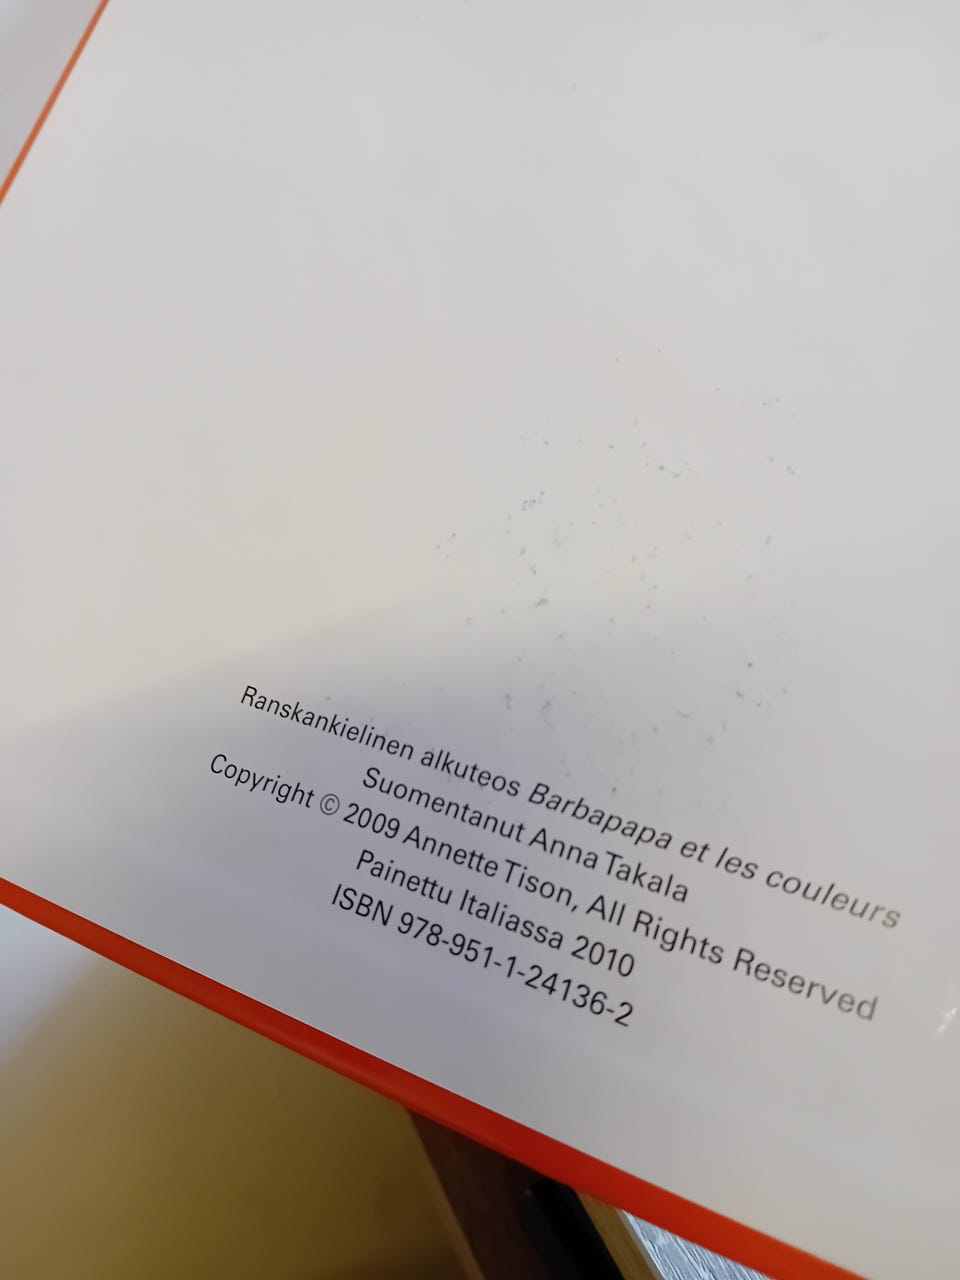 Ranskankielinen alkuteos Barbapapa et les couleurs
Suomentanut Anna Takala
Copyright © 2009 Annette Tison, All Rights Reserved
Painettu Italiassa 2010
ISBN 978-951-1-24136-2